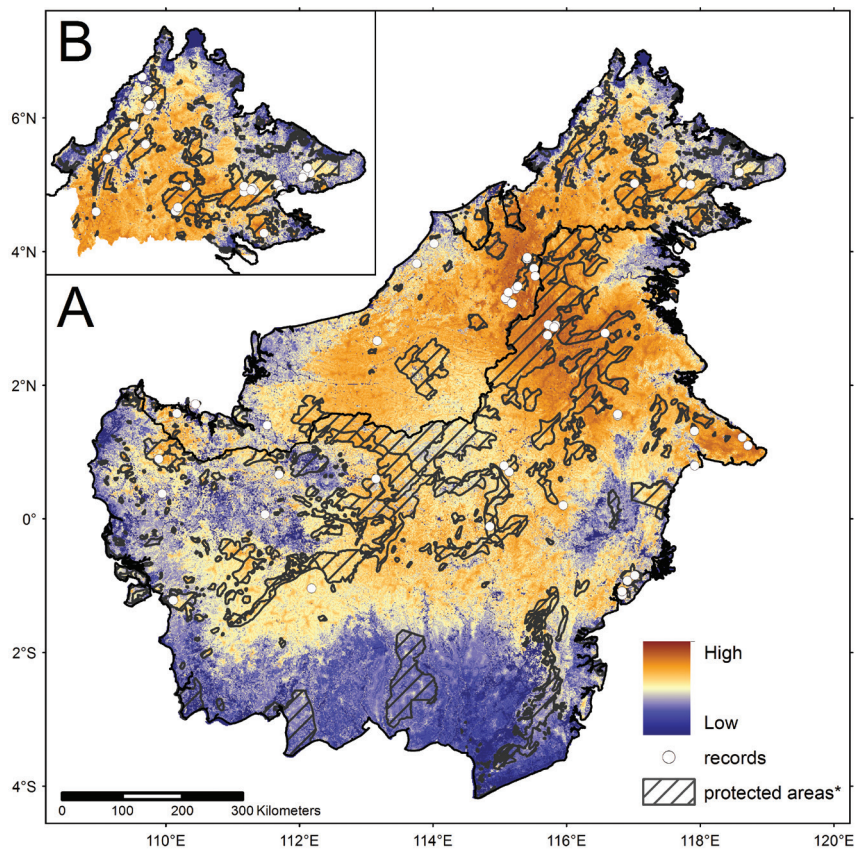 B
6°N
4°N
A
2°N
0°
2°S
4°S
High
Low
records
protected areas*
0 100 200 300 Kilometers
110°E 112°E 114°E 116°E 118°E 120°E